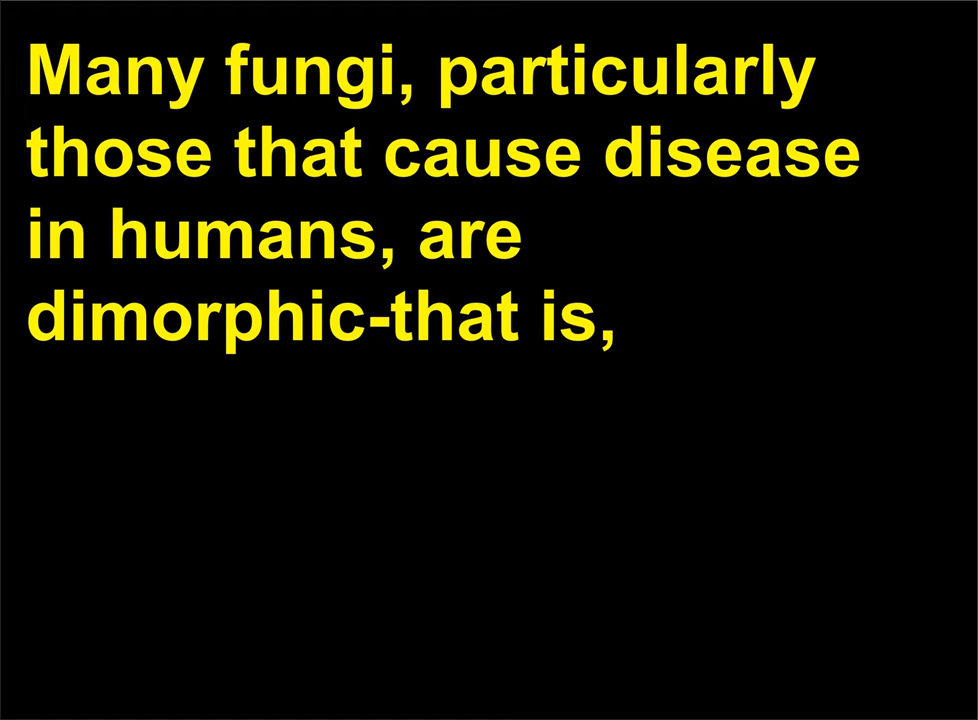 Many fungi, particularly
those that cause disease
in humans, are
dimorphic-that is,